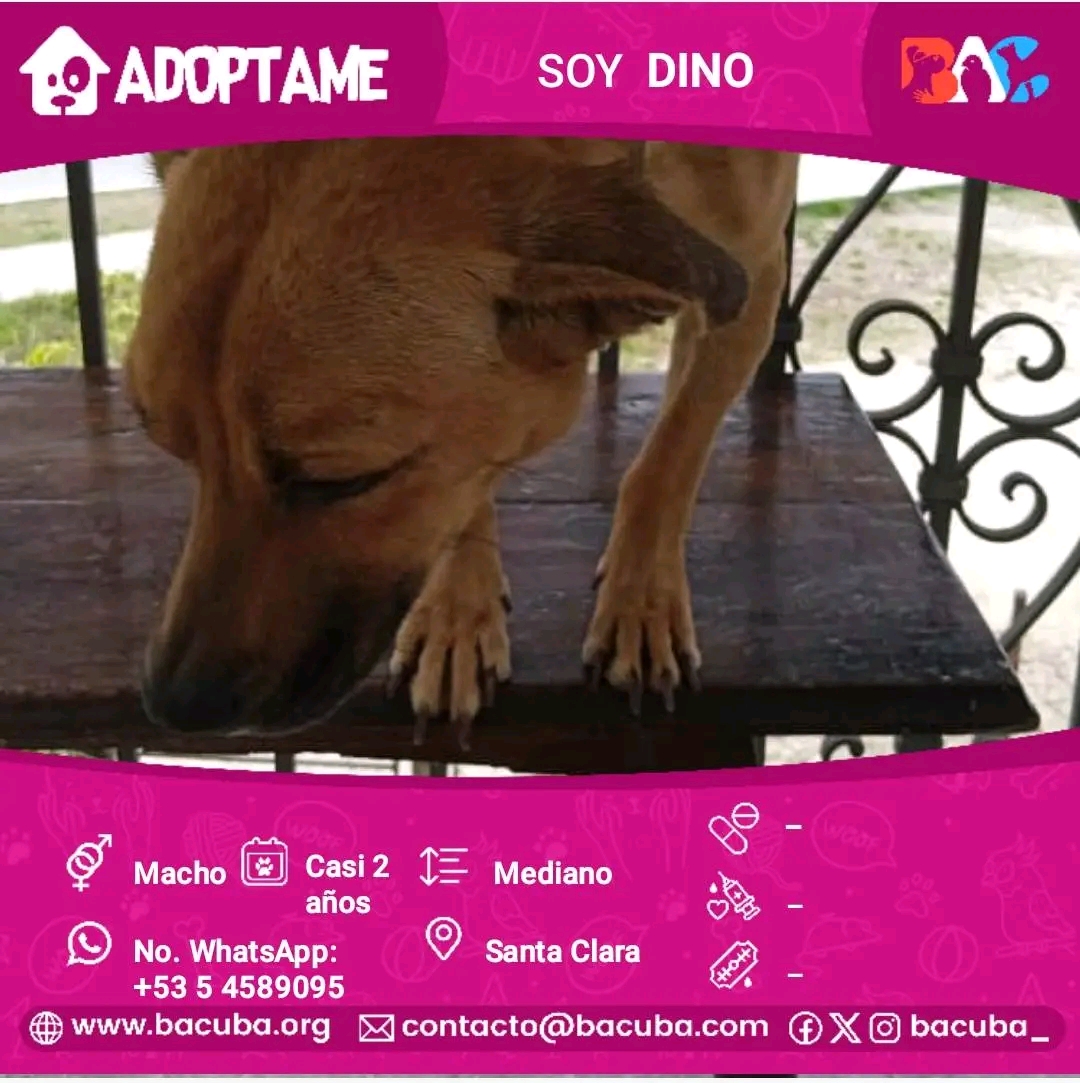 ADOPTAME
SOY DINO
BAC
Macho
Casi 2
años
Mediano
No. WhatsApp:
+53 5 4589095
Santa Clara
-
-
-
www.bacuba.org
contacto@bacuba.com
bacuba_